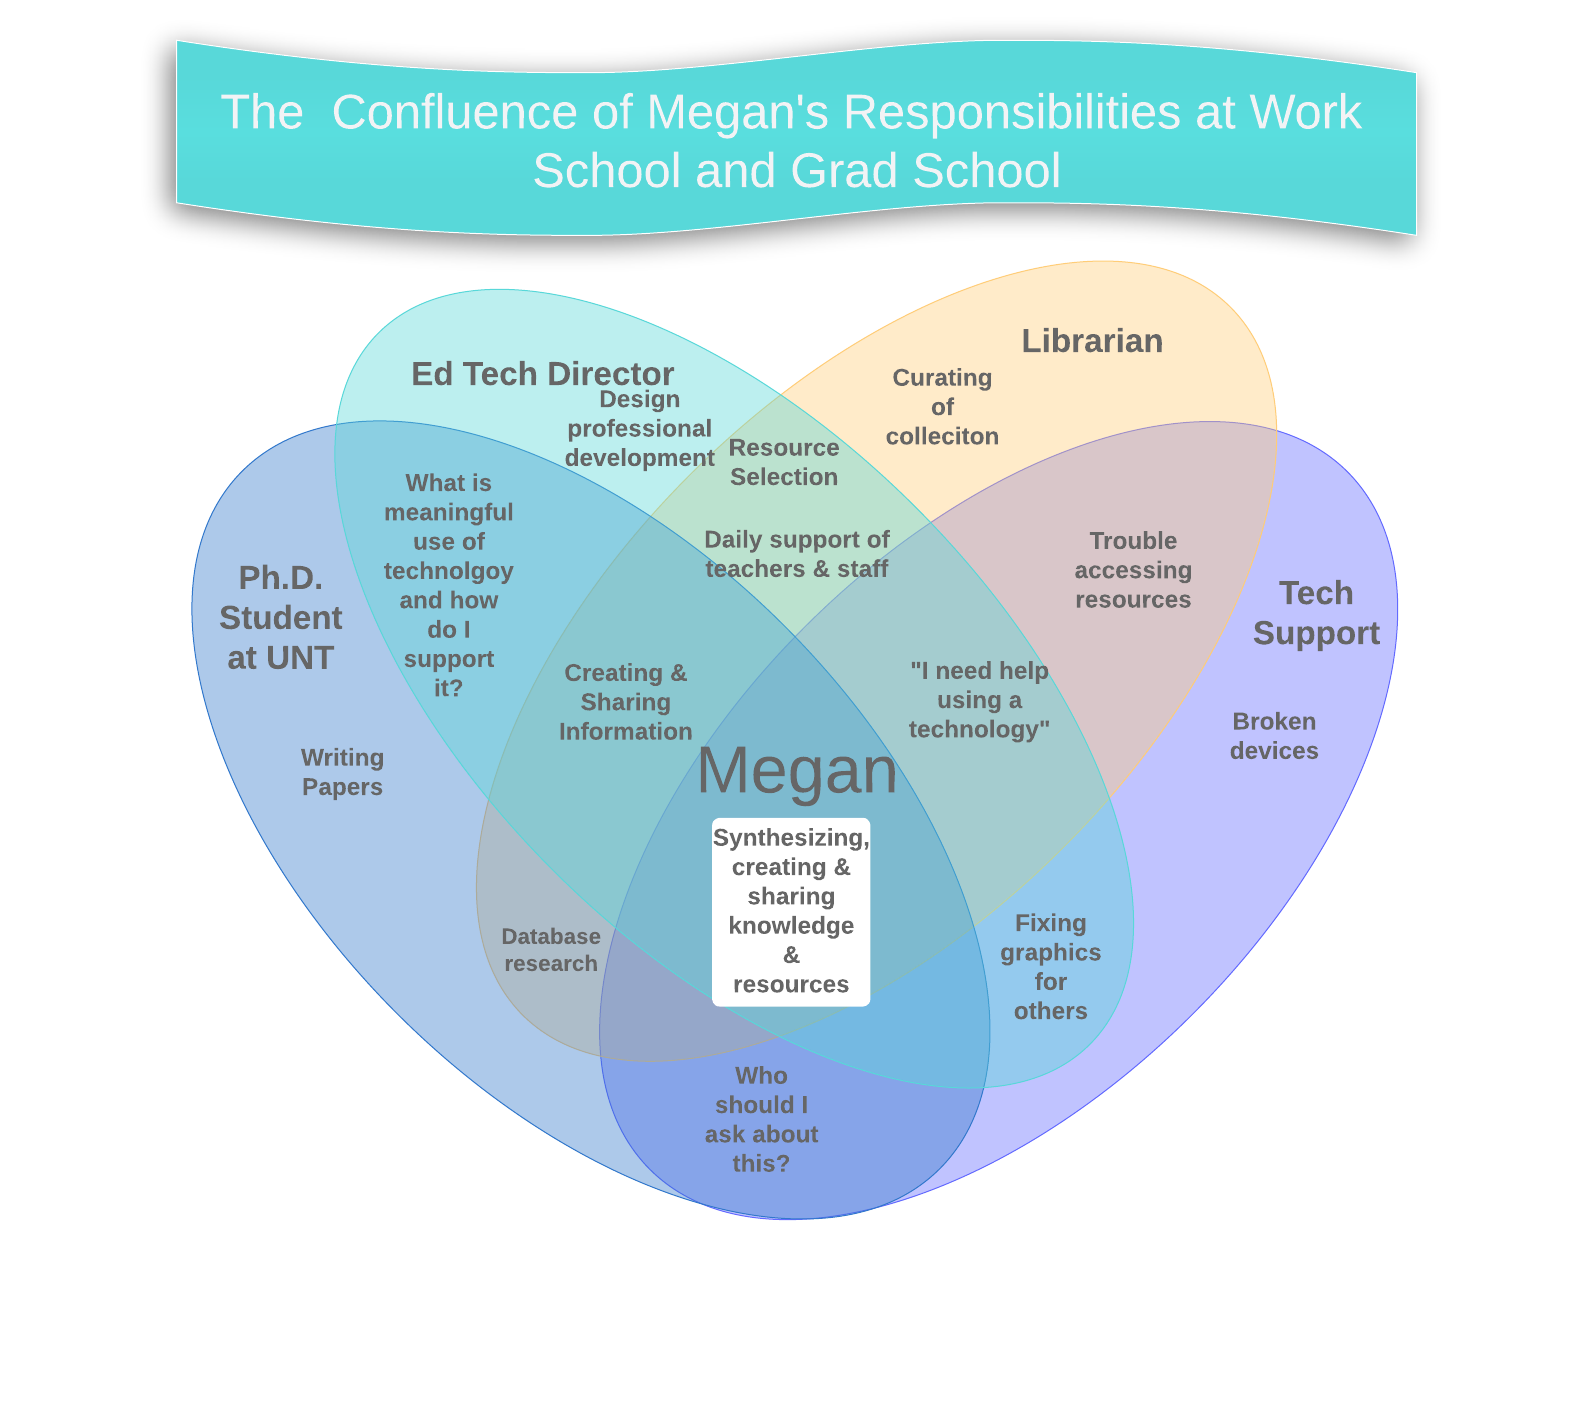 The  Confluence of Megan's Responsibilities at Work
School and Grad School
Librarian
Ed Tech Director
Curating
of
colleciton
Design
professional
development
Resource
Selection
What is
meaningful
use of
technolgoy
and how
do I
support
it?
Daily support of
teachers & staff
Trouble
accessing
resources
Ph.D.
Student
at UNT
Tech
Support
Creating &
Sharing
Information
"I need help
using a
technology"
Broken
devices
Writing
Papers
Megan
Synthesizing,
creating &
sharing
knowledge
&
resources
Database
research
Fixing
graphics
for
others
Who
should I
ask about
this?